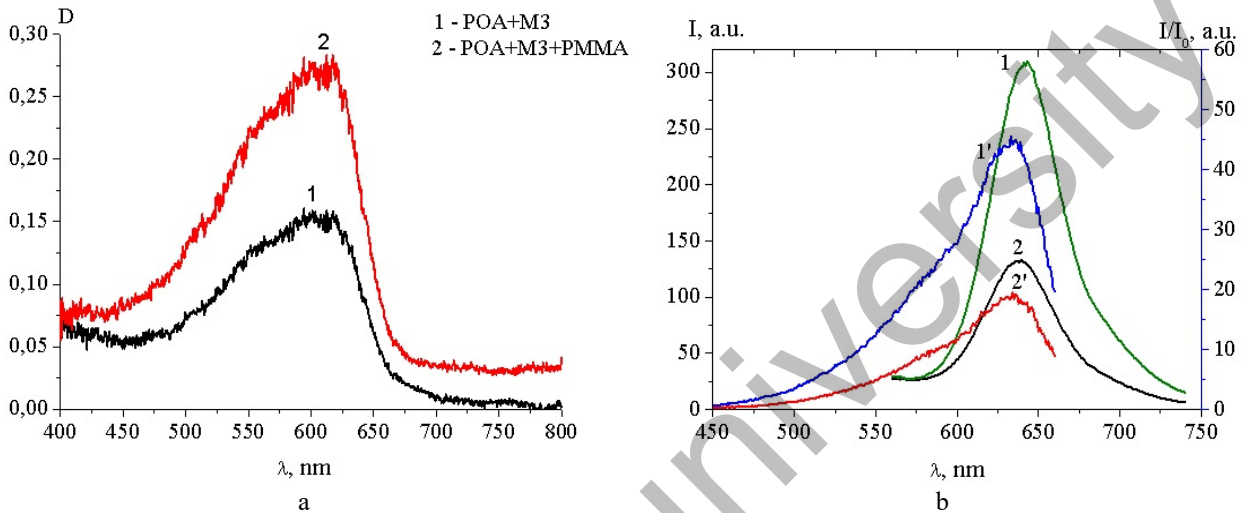 D
1 - POA+M3
2 - POA+M3+PMMA
0,30
0,25
0,20
0,15
0,10
0,05
0,00
2
1
400 450 500 550 600 650 700 750 800
λ, nm
a
I, a.u.
I/I₀, a.u.
300
250
200
150
100
50
0
60
50
40
30
20
10
0
1
1'
2
2'
450 500 550 600 650 700 750
λ, nm
b
University